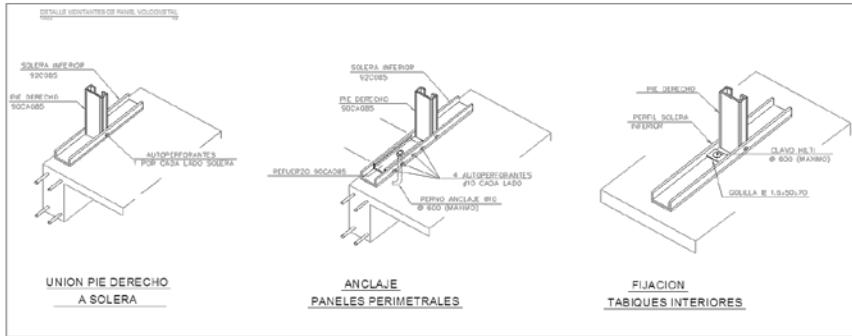 DETALLE MONTANTES DE PANEL VOLCOMETAL
SOLERA INFERIOR
92C085
PIE DERECHO
90CA085
AUTOPERFORANTES
1 POR CADA LADO SOLERA
UNION PIE DERECHO
A SOLERA
SOLERA INFERIOR
92C085
PIE DERECHO
90CA085
REFUERZO 90CA085
4 AUTOPERFORANTES
#10 CADA LADO
PERNO ANCLAJE Ø10
@ 600 (MAXIMO)
ANCLAJE
PANELES PERIMETRALES
PIE DERECHO
PERFIL SOLERA
INFERIOR
CLAVO HILTI
@ 600 (MAXIMO)
GOLILLA
FIJACION
TABIQUES INTERIORES